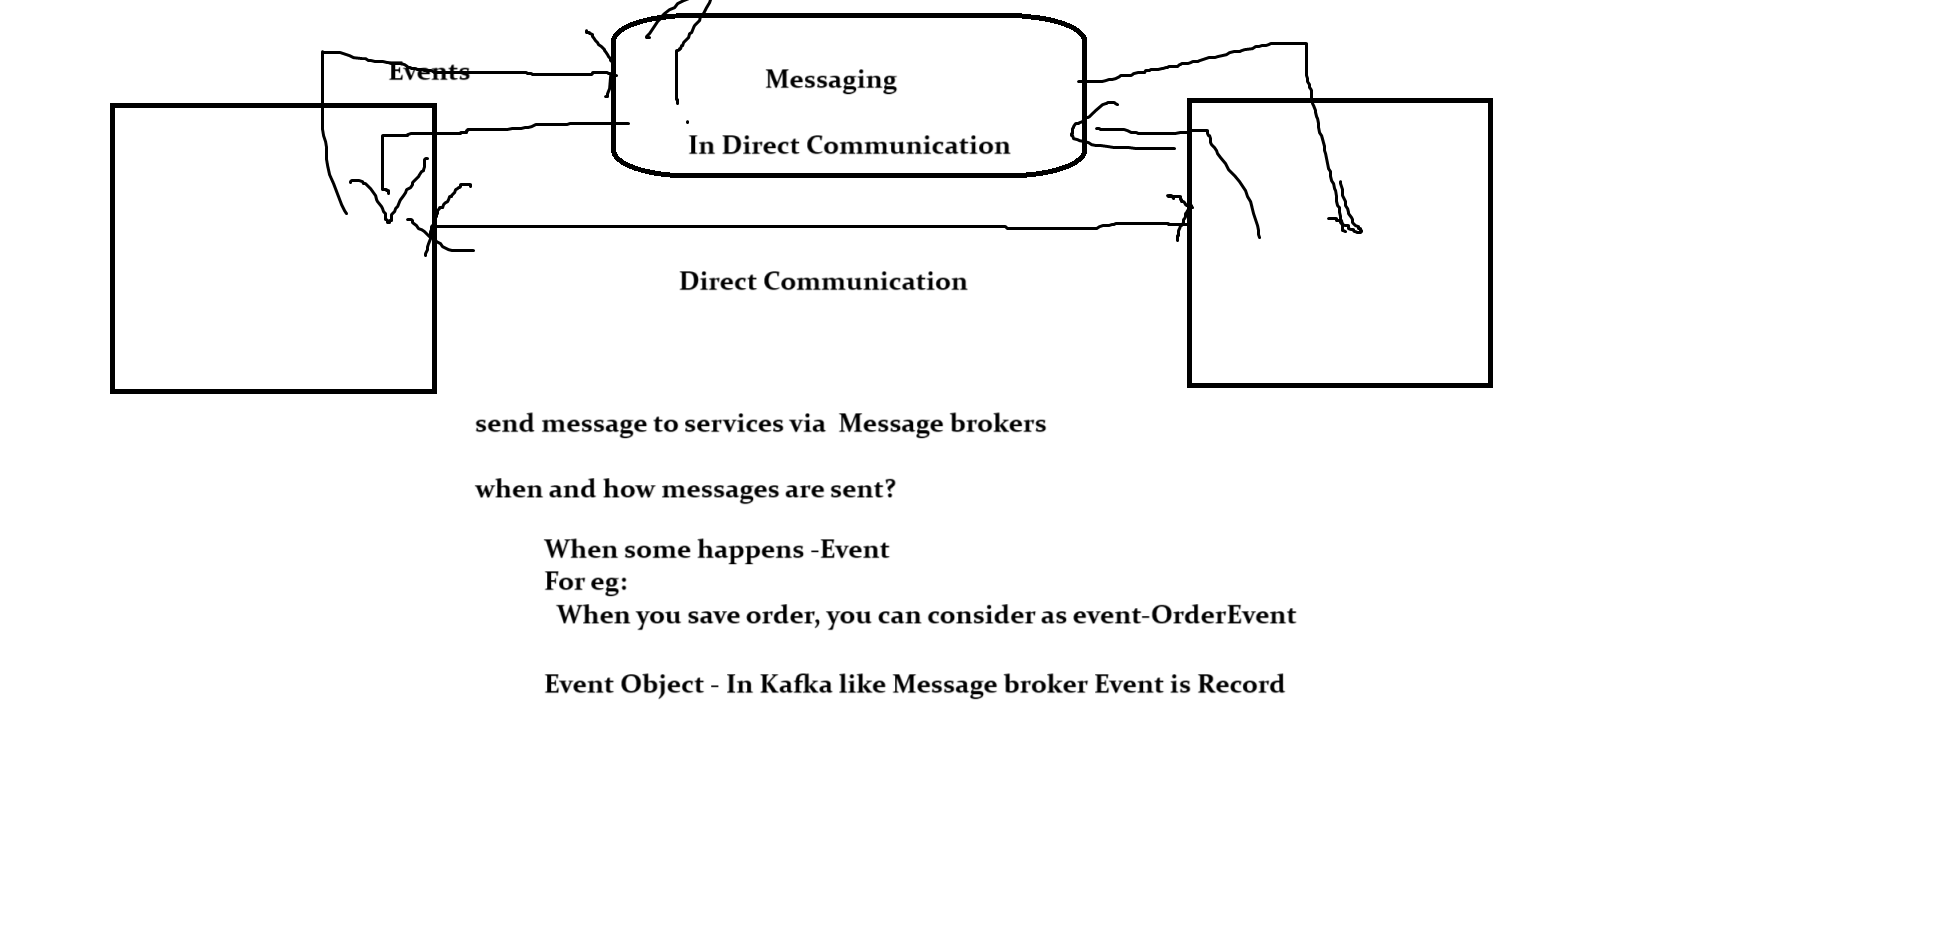 Events
Messaging
In Direct Communication
Direct Communication
send message to services via  Message brokers
when and how messages are sent?
When some happens -Event
For eg:
When you save order, you can consider as event-OrderEvent
Event Object - In Kafka like Message broker Event is Record